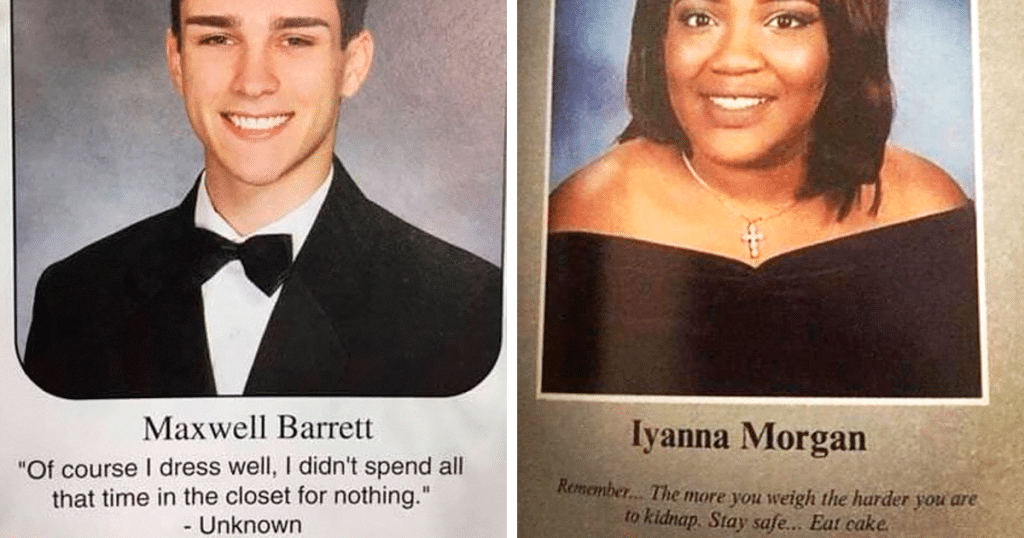 Maxwell Barrett
"Of course I dress well, I didn't spend all
that time in the closet for nothing."
- Unknown
Iyanna Morgan
Remember... The more you weigh the harder you are
to kidnap. Stay safe... Eat cake.